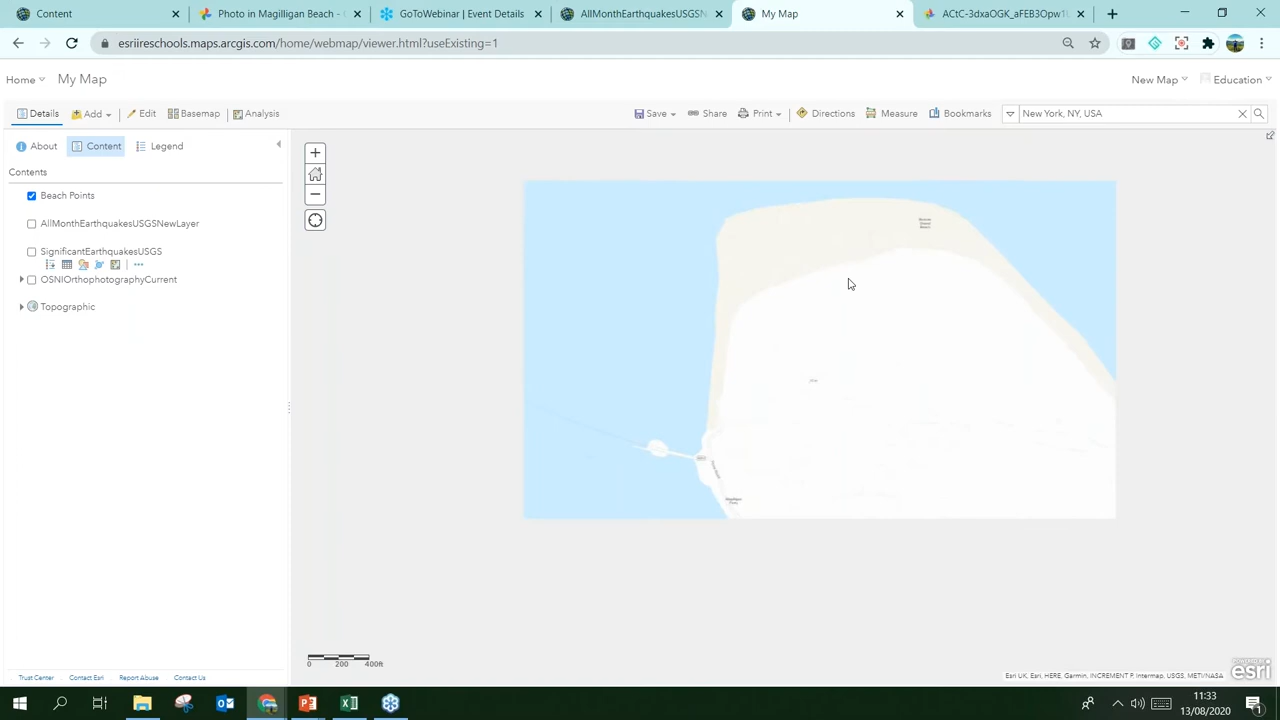 Content
Photo in Magilligan Beach - G
GoToWebinar | Event Details
AllMonthEarthquakesUSGSN
My Map
ACtC-3dxaOGK_aFEB3Opw1U
esriireschools.maps.arcgis.com/home/webmap/viewer.html?useExisting=1
Home
My Map
New Map
Education
Details
Add
Edit
Basemap
Analysis
Save
Share
Print
Directions
Measure
Bookmarks
New York, NY, USA
About
Content
Legend
Contents
Beach Points
AllMonthEarthquakesUSGSNewLayer
SignificantEarthquakesUSGS
OSNIOrthophotographyCurrent
Topographic
0 200 400ft
Trust Center
Contact Esri
Report Abuse
Contact Us
Esri UK, Esri, HERE, Garmin, INCREMENT P, Intermap, USGS, METI/NASA
POWERED BY
esri
11:33
13/08/2020